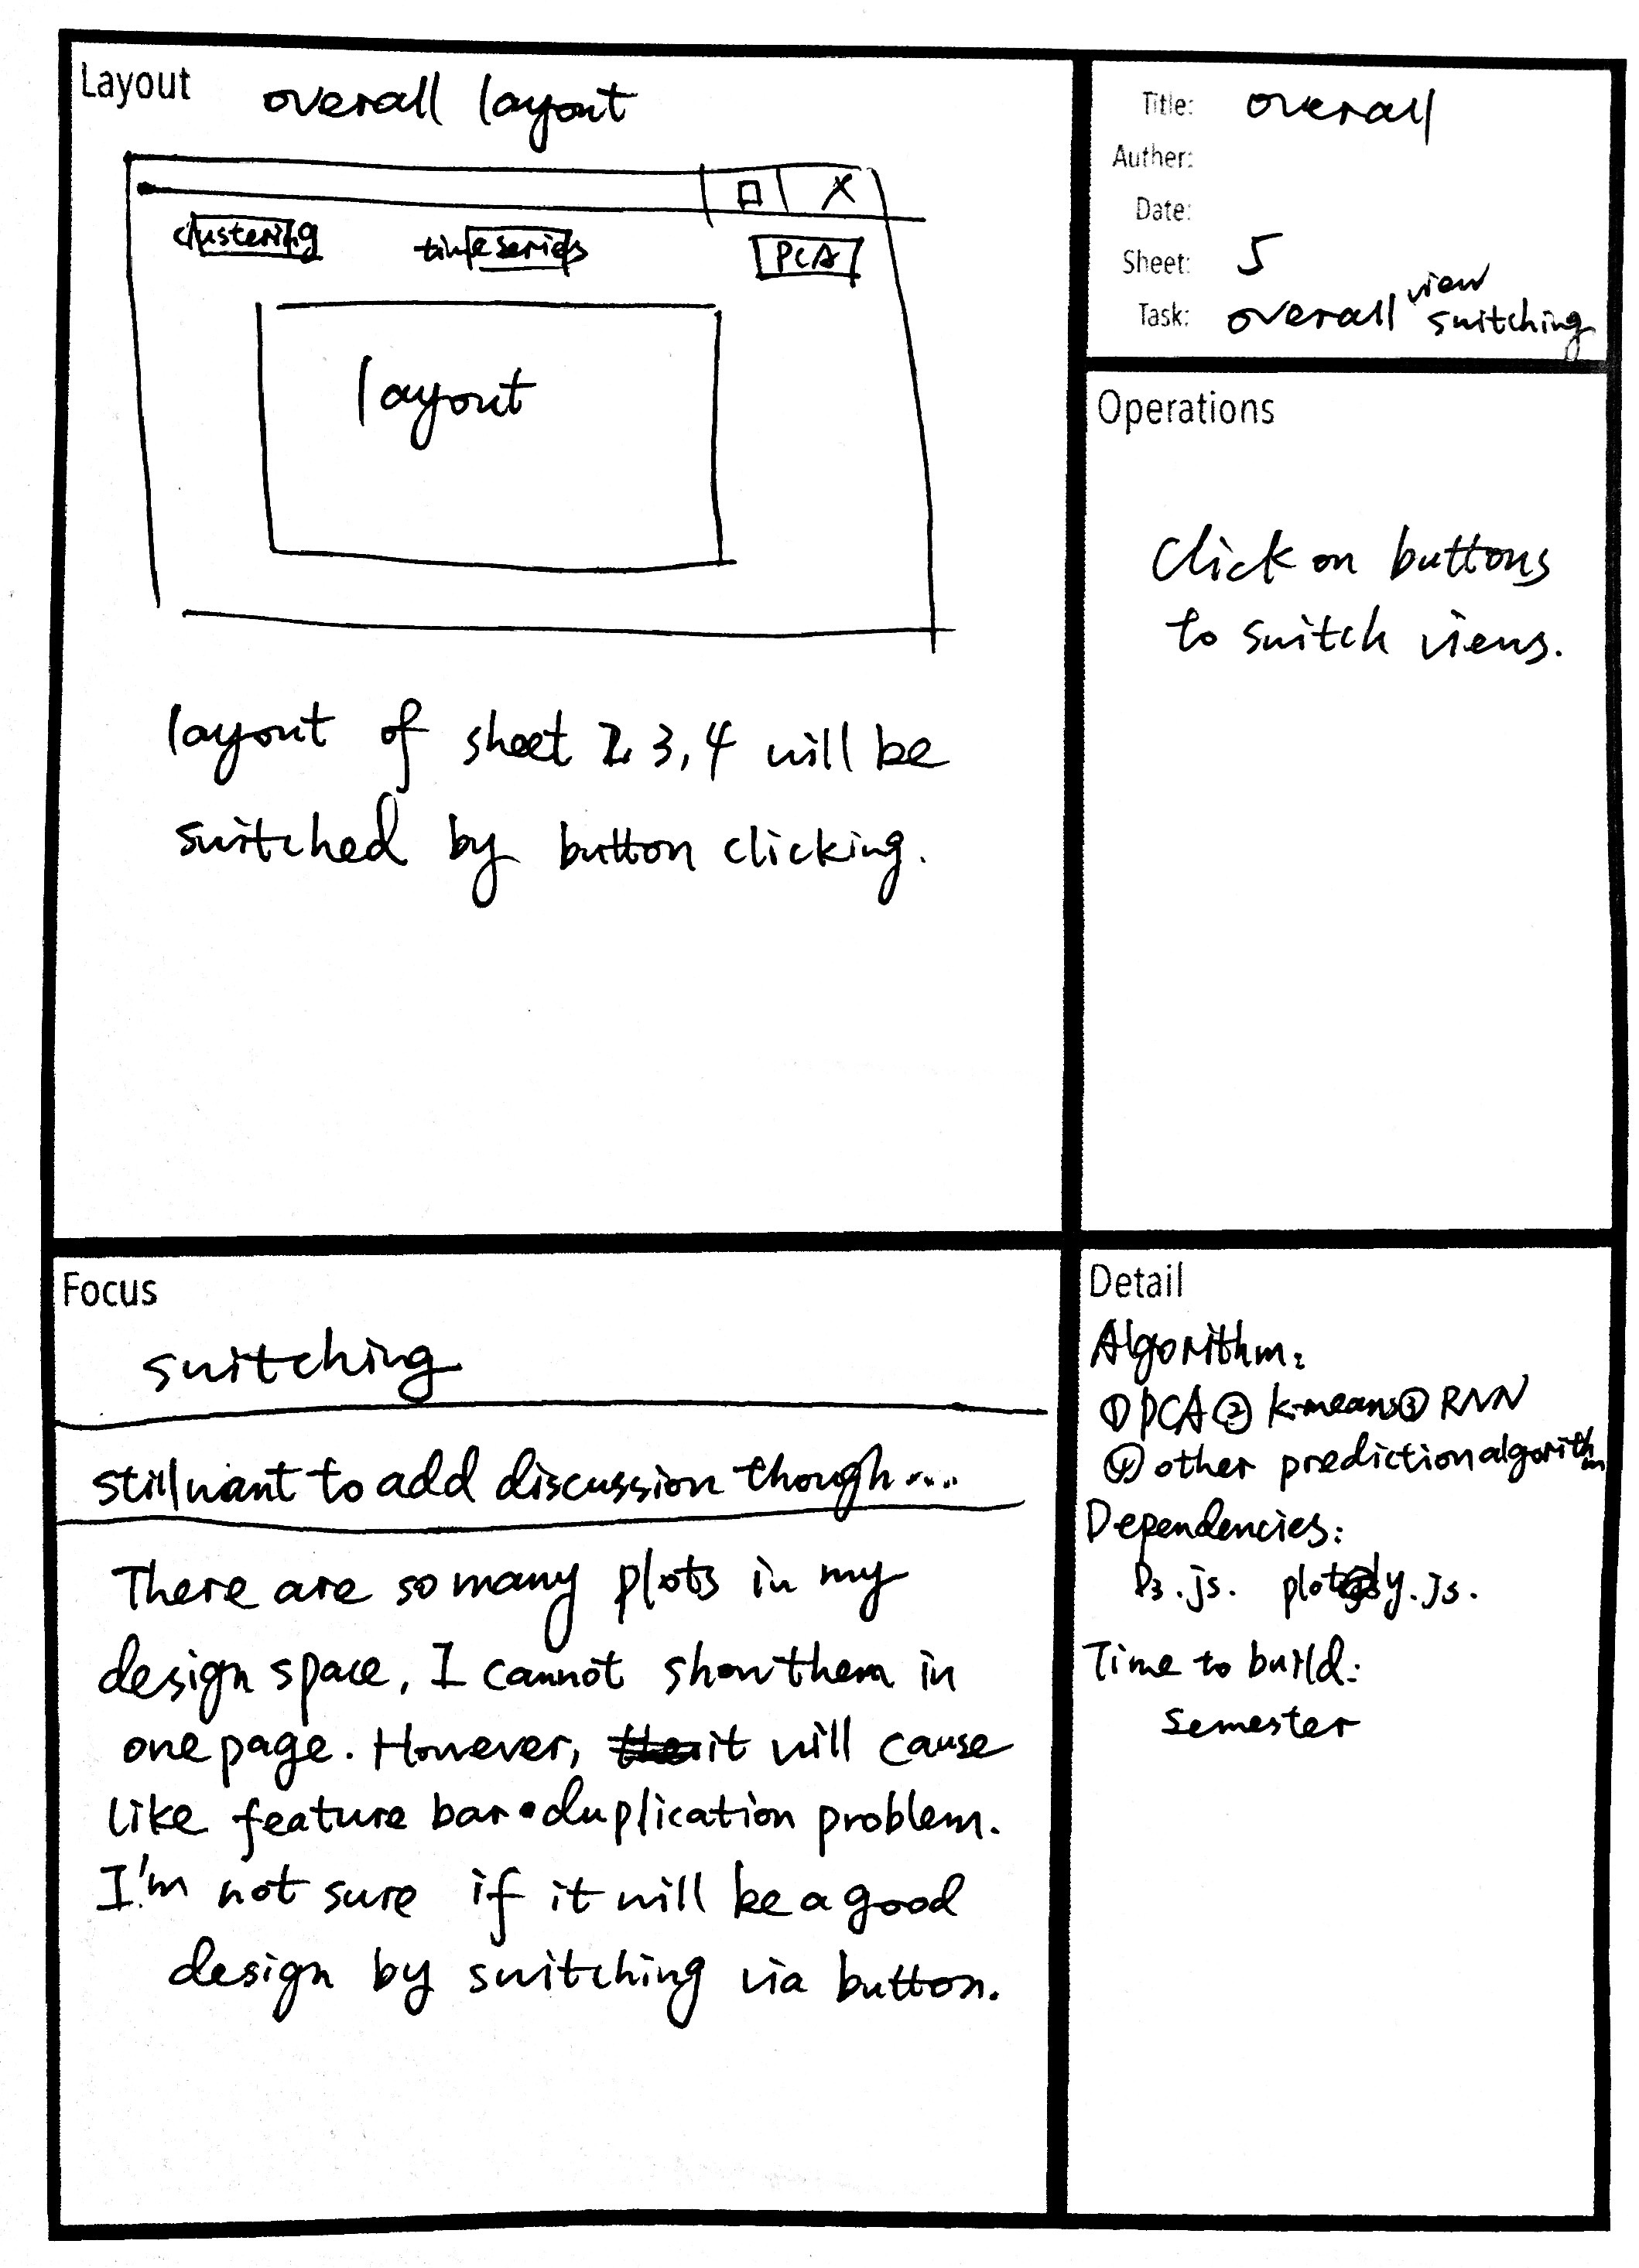 Layout overall layout
clustering time series PCA
layout
layout of sheet 2, 3, 4 will be
switched by button clicking.
Title: overall
Auther:
Date:
Sheet: 5
Task: overall view switching
Operations
Click on buttons
to switch views.
Focus
switching
still want to add discussion though....
There are so many plots in my
design space, I cannot show them in
one page. However, it will cause
like feature bar duplication problem.
I'm not sure if it will be a good
design by switching via button.
Detail
Algorithm:
① PCA ② k-means ③ RNN
④ other prediction algorithm
Dependencies:
D3.js. plotly.js.
Time to build:
semester